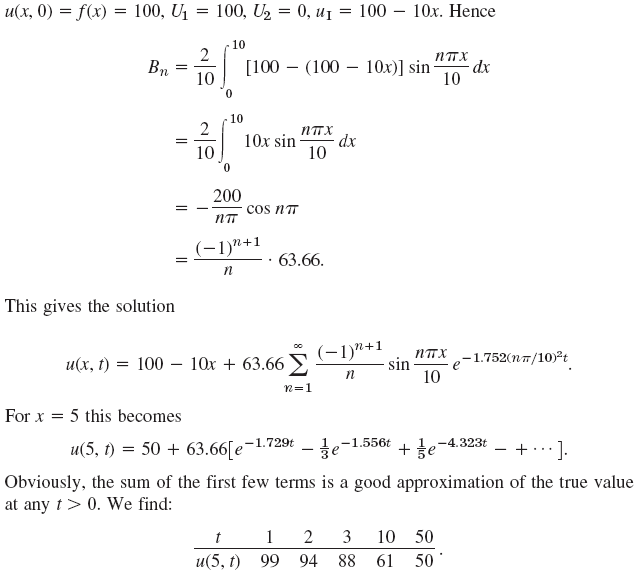 u(x, 0) = f(x) = 100, U₁ = 100, U₂ = 0, u_I = 100 − 10x. Hence
Bₙ = 2/10 ∫₀¹⁰ [100 − (100 − 10x)] sin nπx/10 dx
= 2/10 ∫₀¹⁰ 10x sin nπx/10 dx
= − 200/nπ cos nπ
= (−1)ⁿ⁺¹/n · 63.66.
This gives the solution
u(x, t) = 100 − 10x + 63.66 ∑_{n=1}^{∞} (−1)ⁿ⁺¹/n sin nπx/10 e^{−1.752(nπ/10)²t}.
For x = 5 this becomes
u(5, t) = 50 + 63.66[e^{−1.729t} − 1/3 e^{−1.556t} + 1/5 e^{−4.323t} − + ⋯ ].
Obviously, the sum of the first few terms is a good approximation of the true value
at any t > 0. We find:
t 1 2 3 10 50
u(5, t) 99 94 88 61 50 .